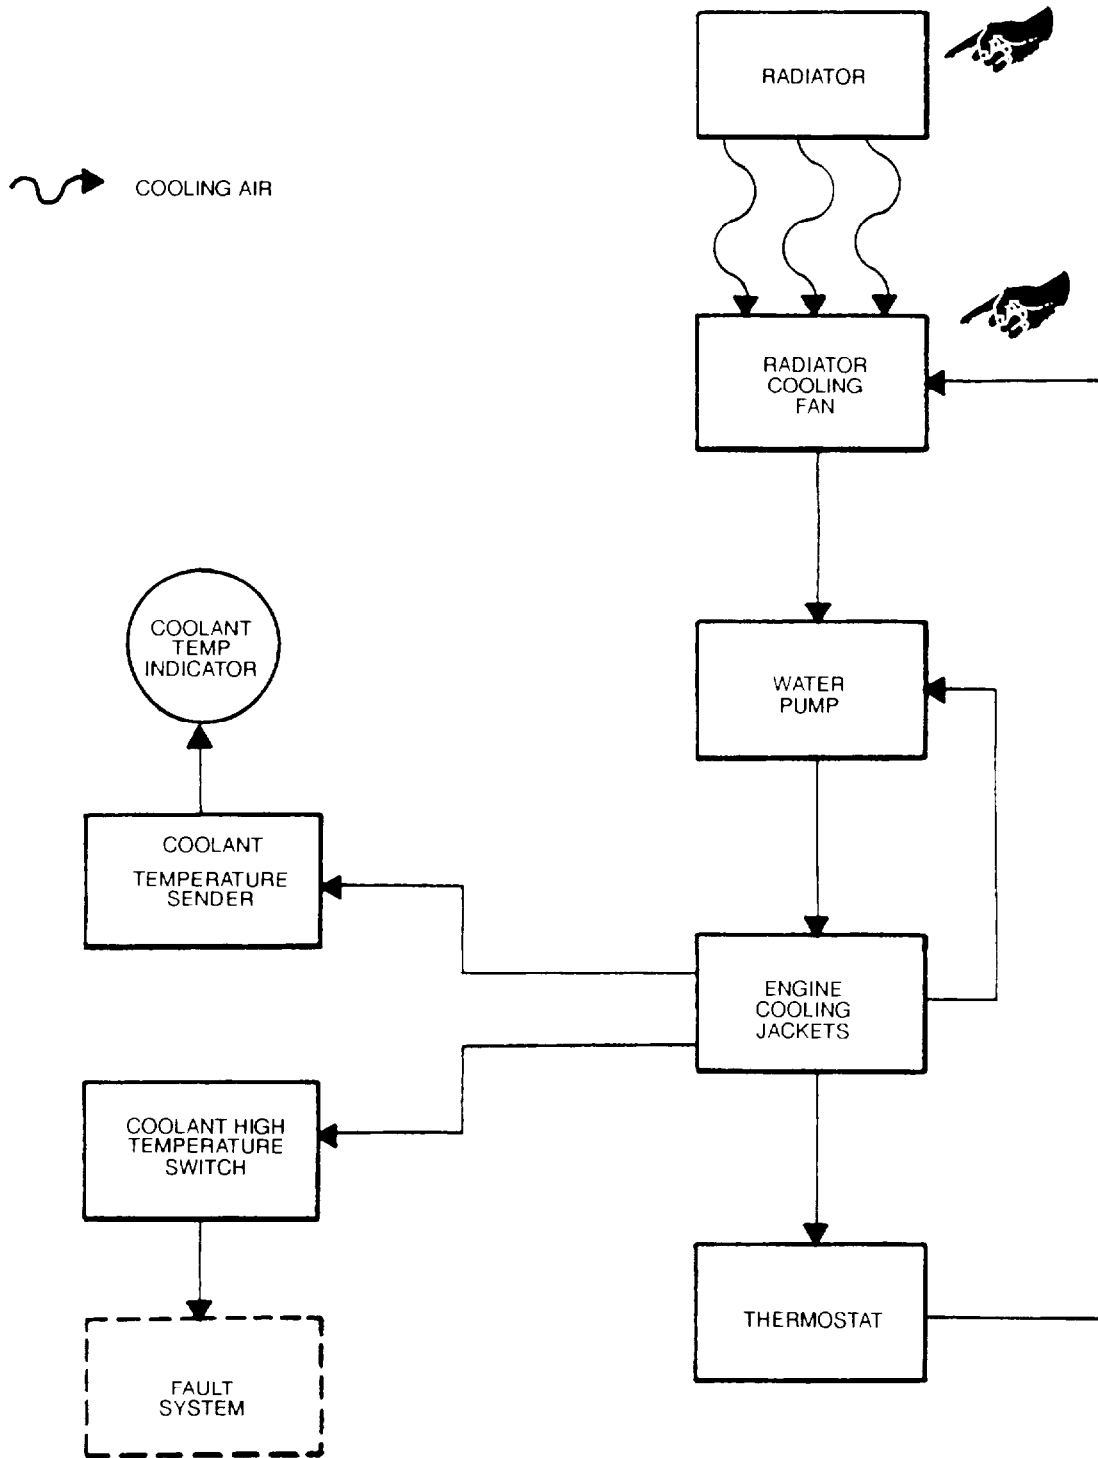 RADIATOR
COOLING AIR
RADIATOR
COOLING
FAN
COOLANT
TEMP
INDICATOR
WATER
PUMP
COOLANT
TEMPERATURE
SENDER
ENGINE
COOLING
JACKETS
COOLANT HIGH
TEMPERATURE
SWITCH
THERMOSTAT
FAULT
SYSTEM